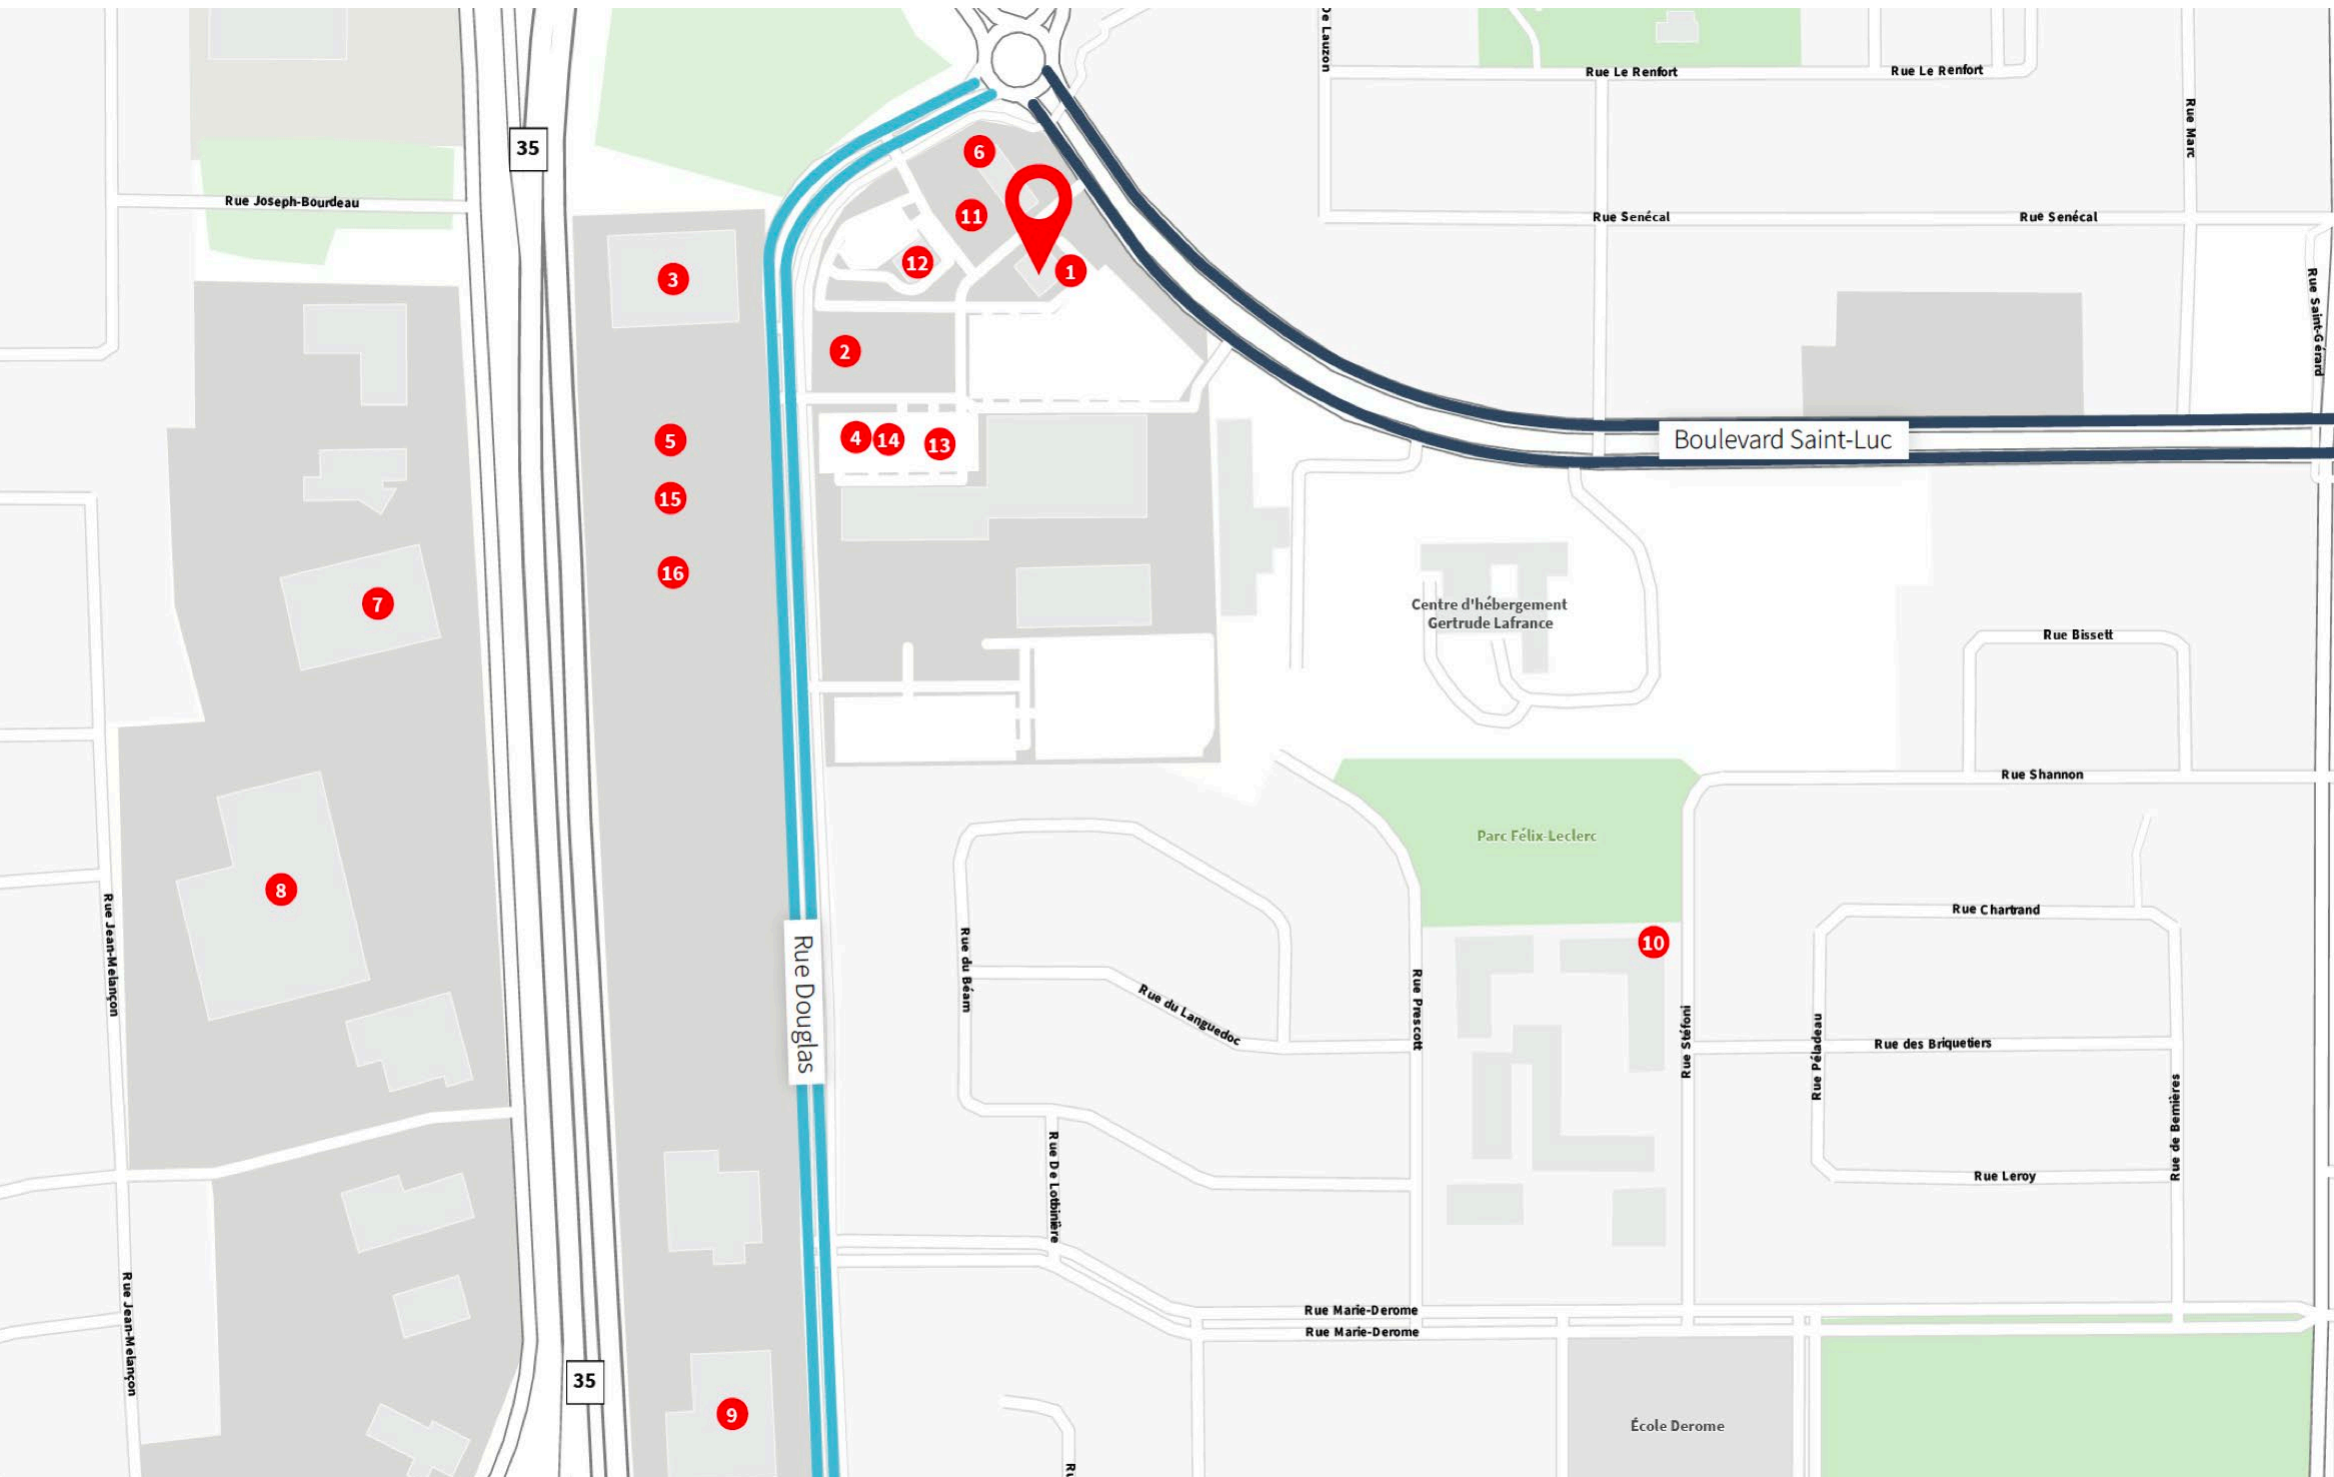 De Lauzon
Rue Le Renfort
Rue Le Renfort
Rue Marc
35
6
Rue Joseph-Bourdeau
11
Rue Senécal
Rue Senécal
12
1
3
Rue Saint-Gérard
2
4
14
13
5
Boulevard Saint-Luc
15
16
7
Centre d'hébergement
Gertrude Lafrance
Rue Bissett
Rue Shannon
Parc Félix-Leclerc
8
Rue Jean-Melançon
Rue Chartrand
10
Rue Douglas
Rue du Béarn
Rue du Languedoc
Rue Prescott
Rue Stéfoni
Rue Péladeau
Rue des Briquetiers
Rue de Bernières
Rue De Lotbinière
Rue Leroy
Rue Jean-Melançon
Rue Marie-Derome
Rue Marie-Derome
35
9
École Derome